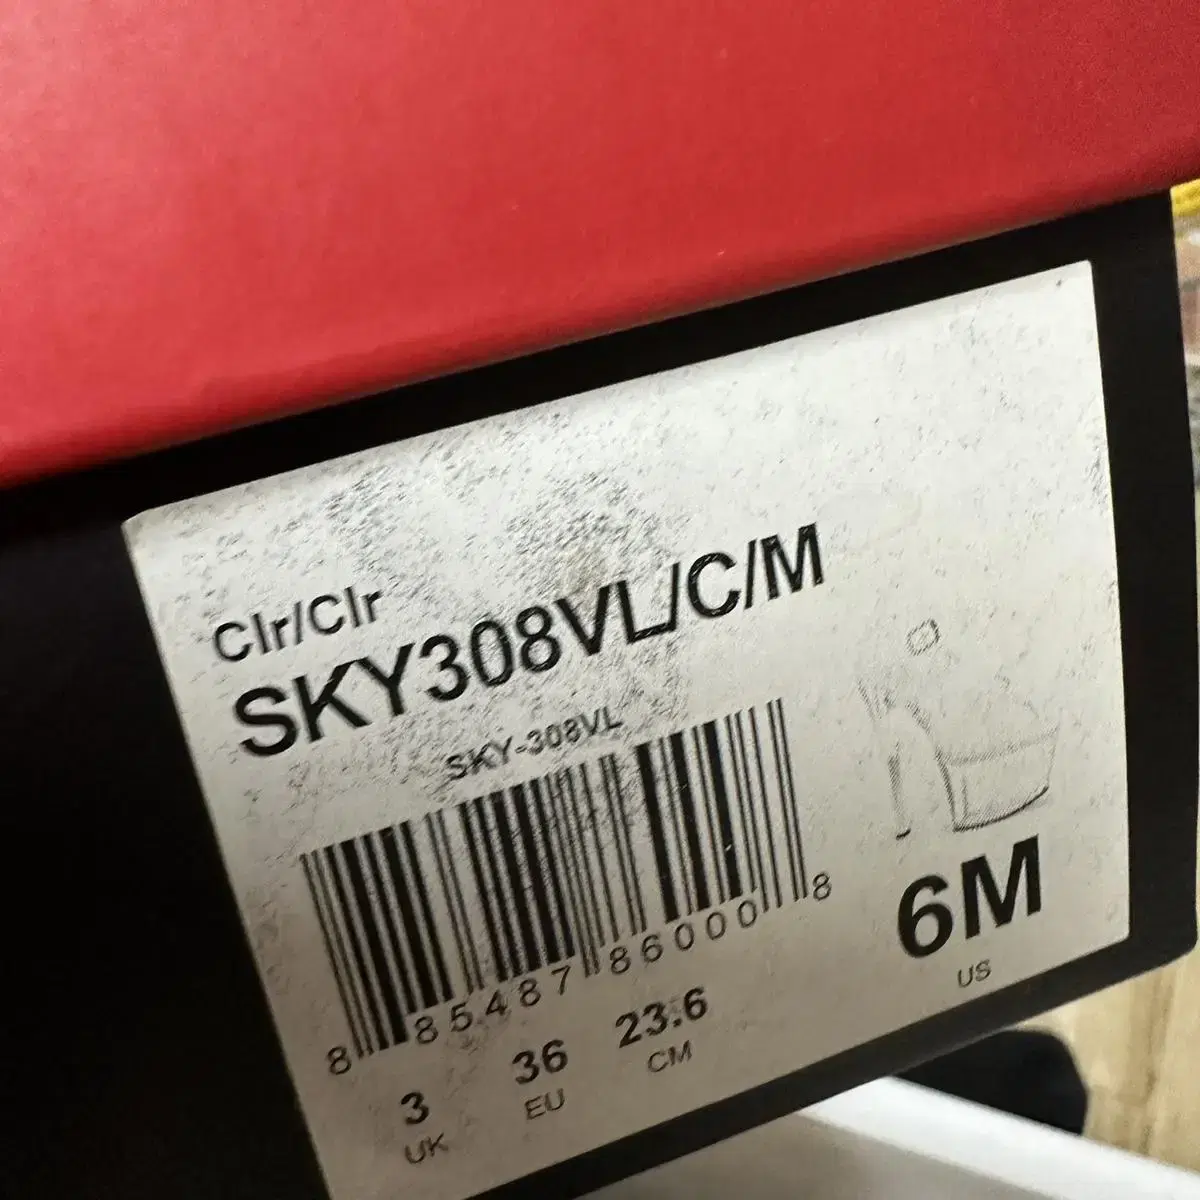 Clr/Clr
SKY308VL/C/M
SKY-308VL
8 85487 86000 8
6M
US
3
UK
36
EU
23.6
CM